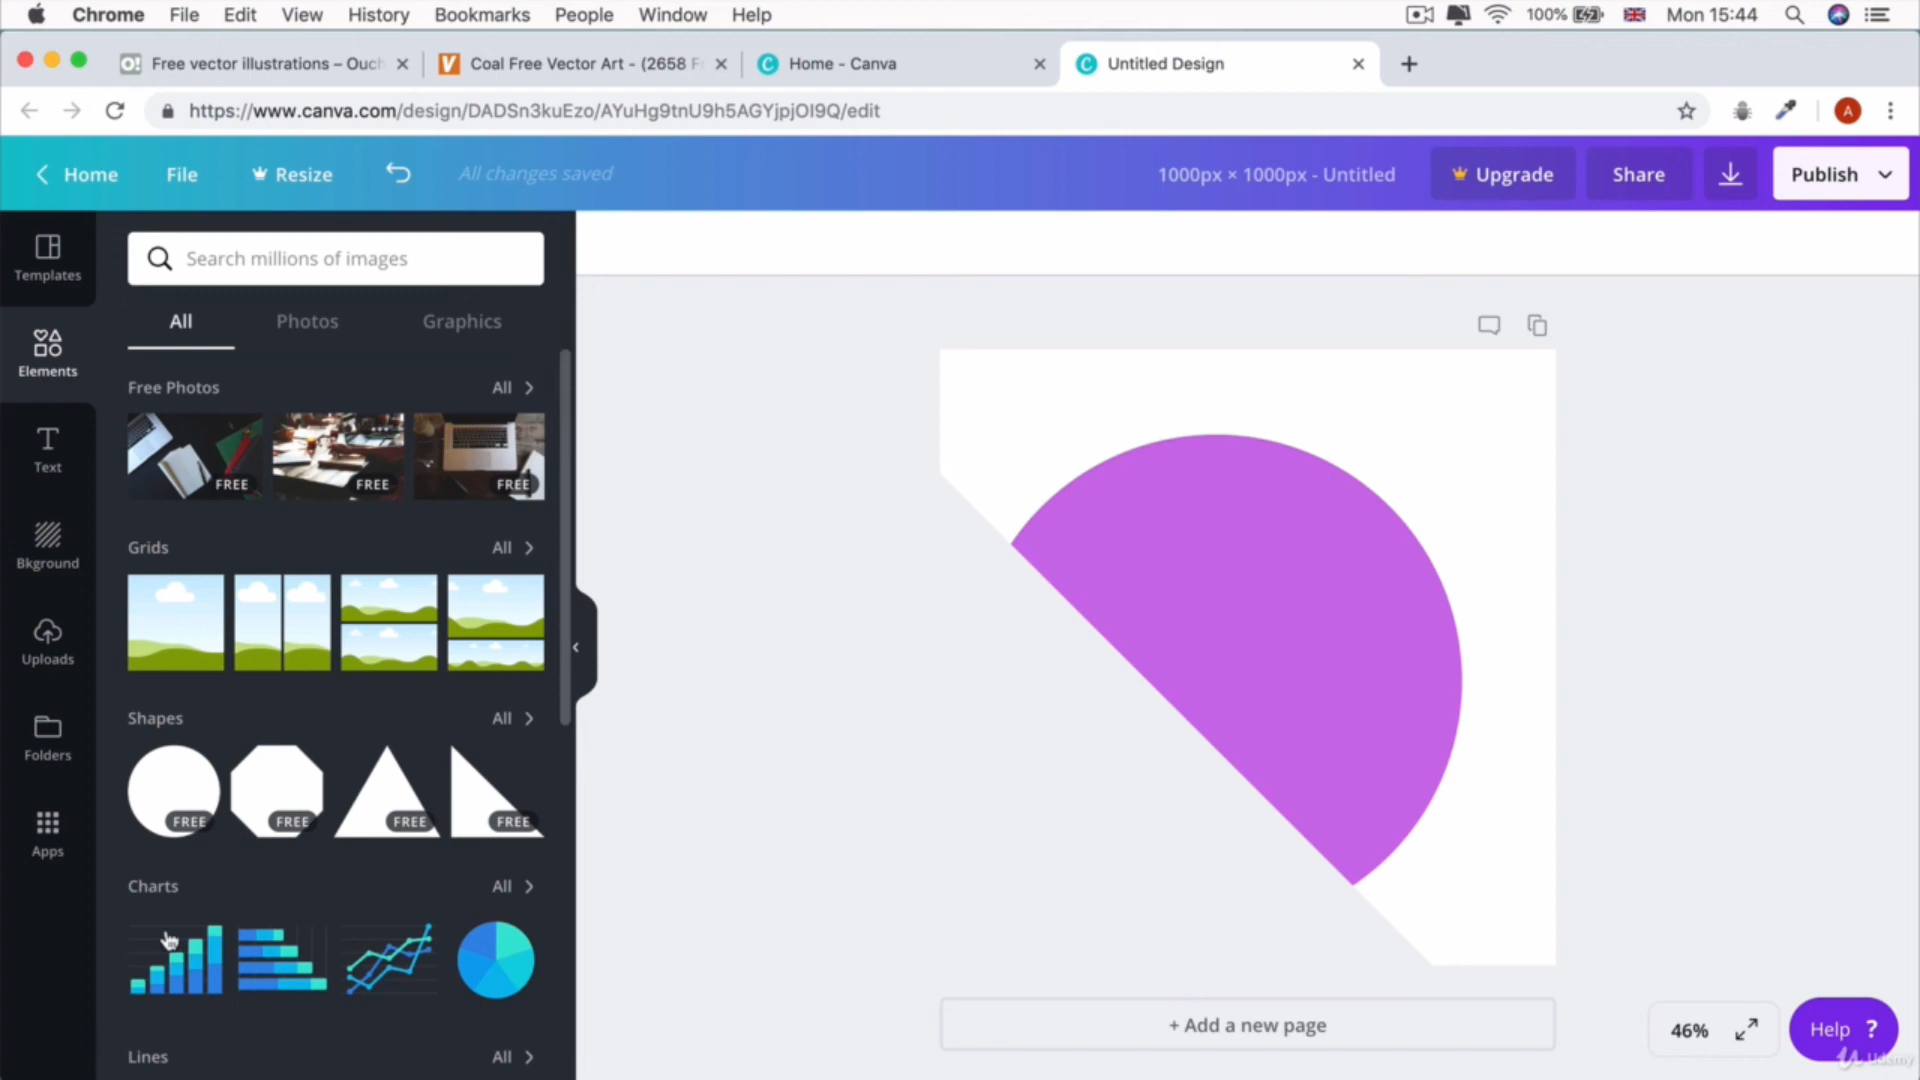 Chrome File Edit View History Bookmarks People Window Help 100% Mon 15:44
Free vector illustrations – Ouch Coal Free Vector Art - (2658 F Home - Canva Untitled Design
https://www.canva.com/design/DADSn3kuEzo/AYuHg9tnU9h5AGYjpjOI9Q/edit A
Home File Resize All changes saved 1000px × 1000px - Untitled Upgrade Share Publish
Templates
Elements
Text
Bkground
Uploads
Folders
Apps
Search millions of images
All Photos Graphics
Free Photos All
FREE FREE FREE
Grids All
Shapes All
FREE FREE FREE FREE
Charts All
Lines All
+ Add a new page
46%
Help ?
Udemy